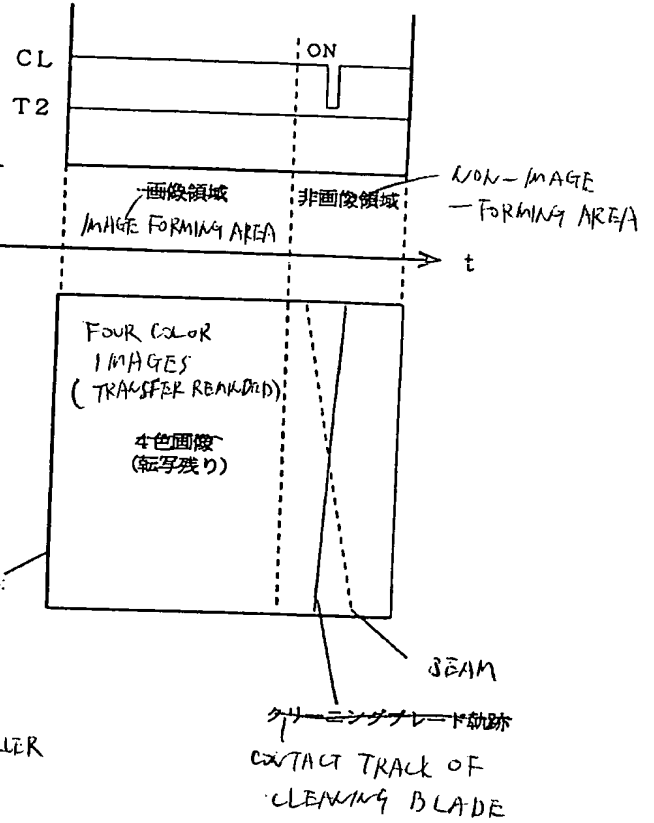 ON
CL
T2
画像領域
非画像領域
NON-IMAGE
-FORMING AREA
IMAGE FORMING AREA
t
FOUR COLOR
IMAGES
(TRANSFER REMAINDED)
4色画像
(転写残り)
クリーニングブレード軌跡
CONTACT TRACK OF
CLEANING BLADE